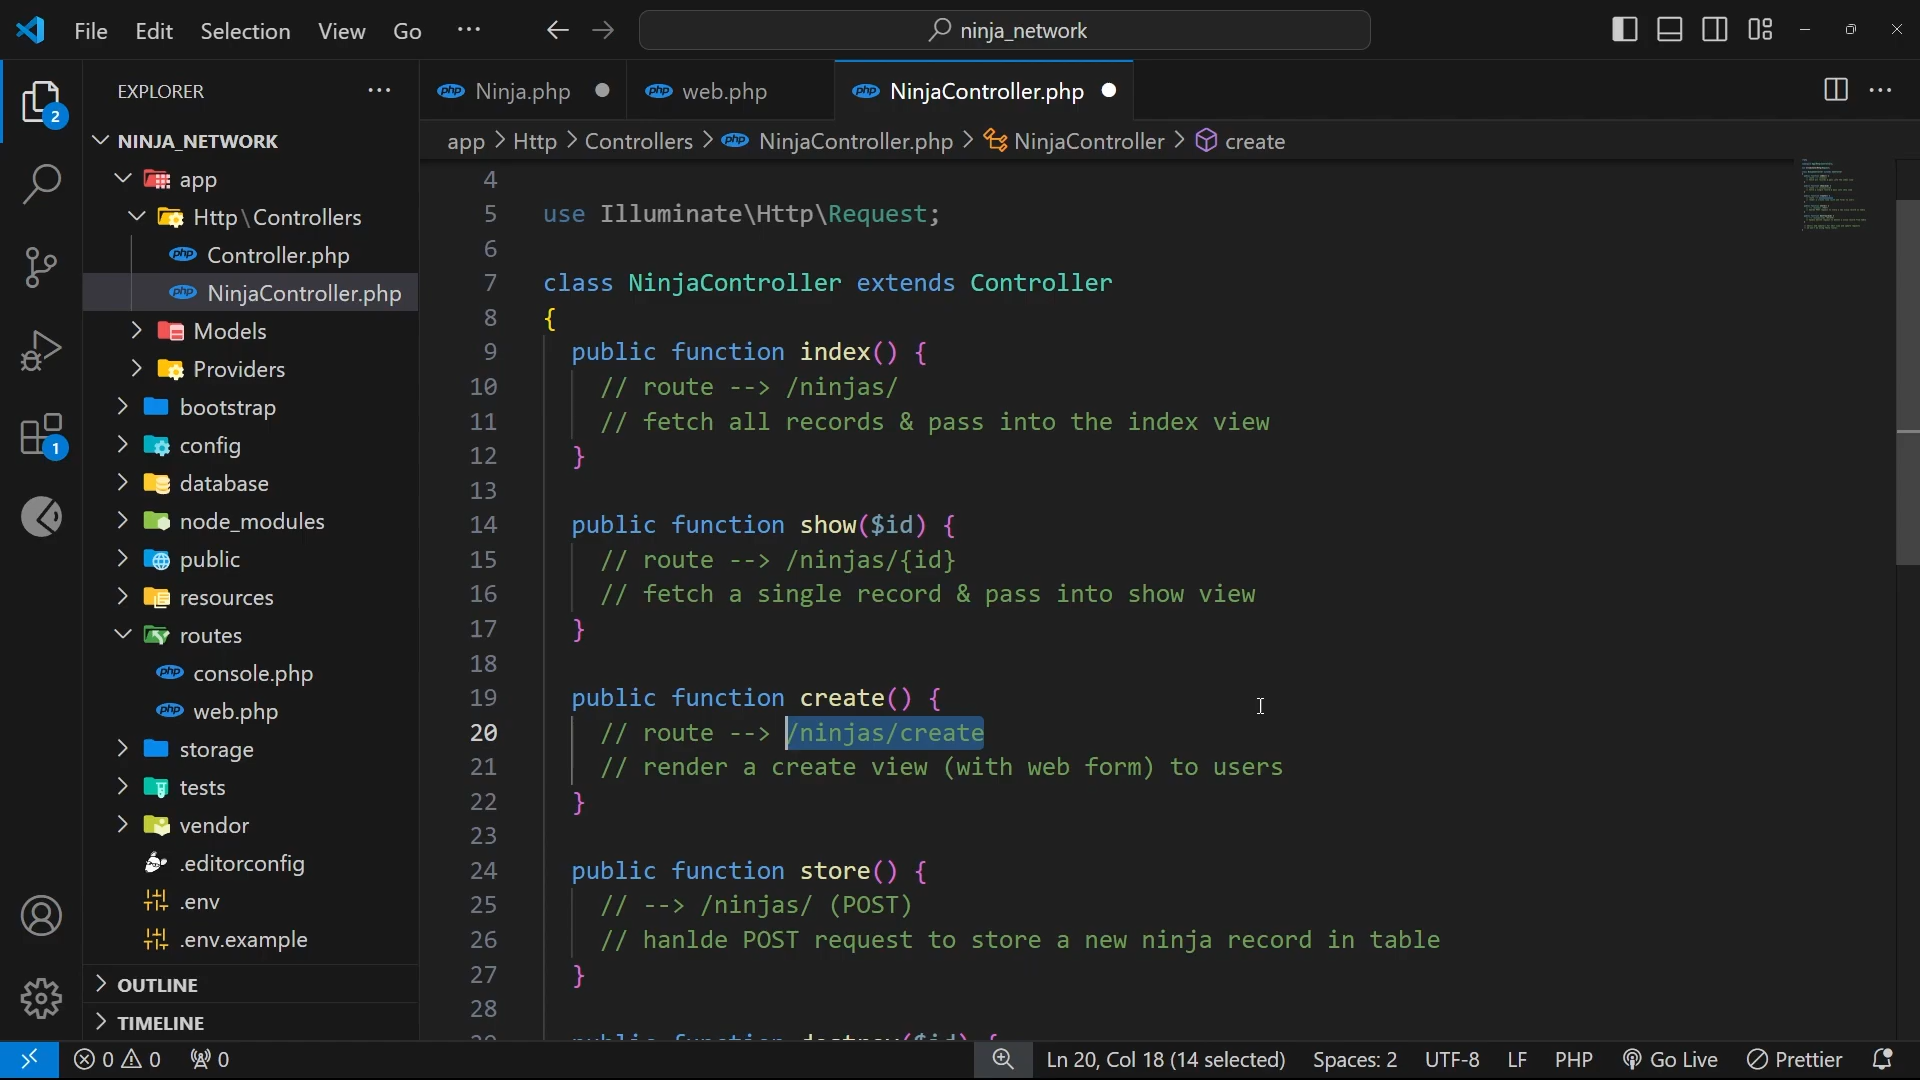 File Edit Selection View Go ··· ninja_network
EXPLORER ···
2
NINJA_NETWORK
app
Http\Controllers
Controller.php
NinjaController.php
Models
Providers
bootstrap
config
1
database
node_modules
public
resources
routes
console.php
web.php
storage
tests
vendor
.editorconfig
.env
.env.example
OUTLINE
TIMELINE
php Ninja.php php web.php php NinjaController.php ···
app > Http > Controllers > php NinjaController.php > NinjaController > create
4
5 use Illuminate\Http\Request;
6
7 class NinjaController extends Controller
8 {
9 public function index() {
10 // route --> /ninjas/
11 // fetch all records & pass into the index view
12 }
13
14 public function show($id) {
15 // route --> /ninjas/{id}
16 // fetch a single record & pass into show view
17 }
18
19 public function create() {
20 // route --> /ninjas/create
21 // render a create view (with web form) to users
22 }
23
24 public function store() {
25 // --> /ninjas/ (POST)
26 // hanlde POST request to store a new ninja record in table
27 }
28
0 0 0 Ln 20, Col 18 (14 selected) Spaces: 2 UTF-8 LF PHP Go Live Prettier